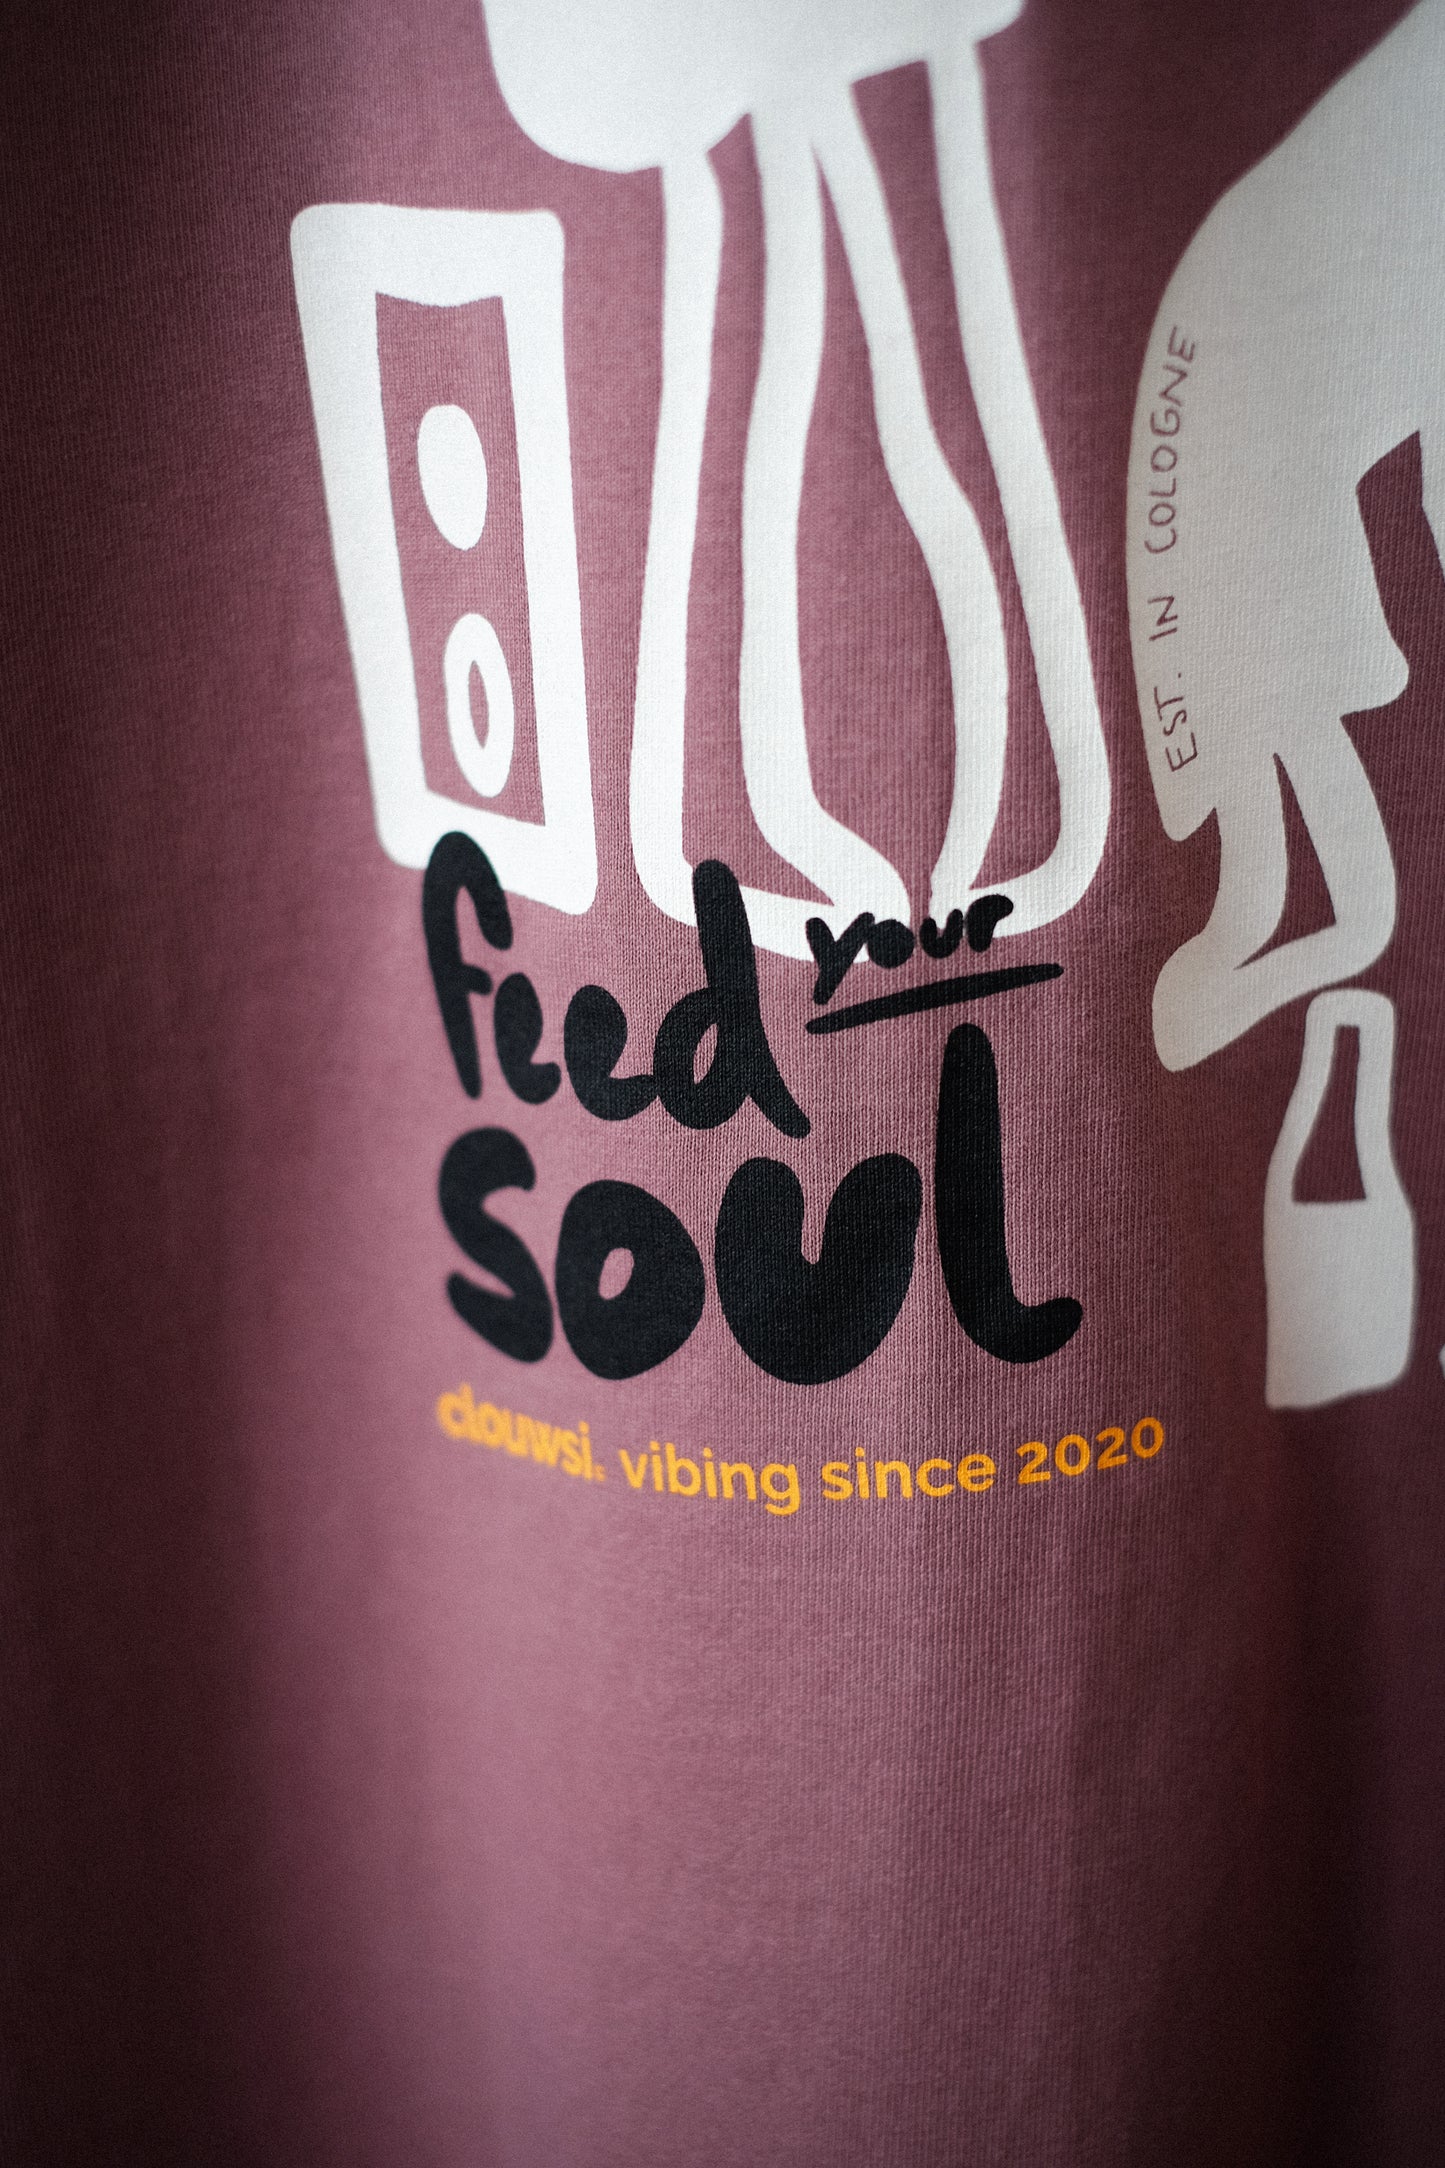 EST. IN COLOGNE
feed your
soul
clouwsi. vibing since 2020